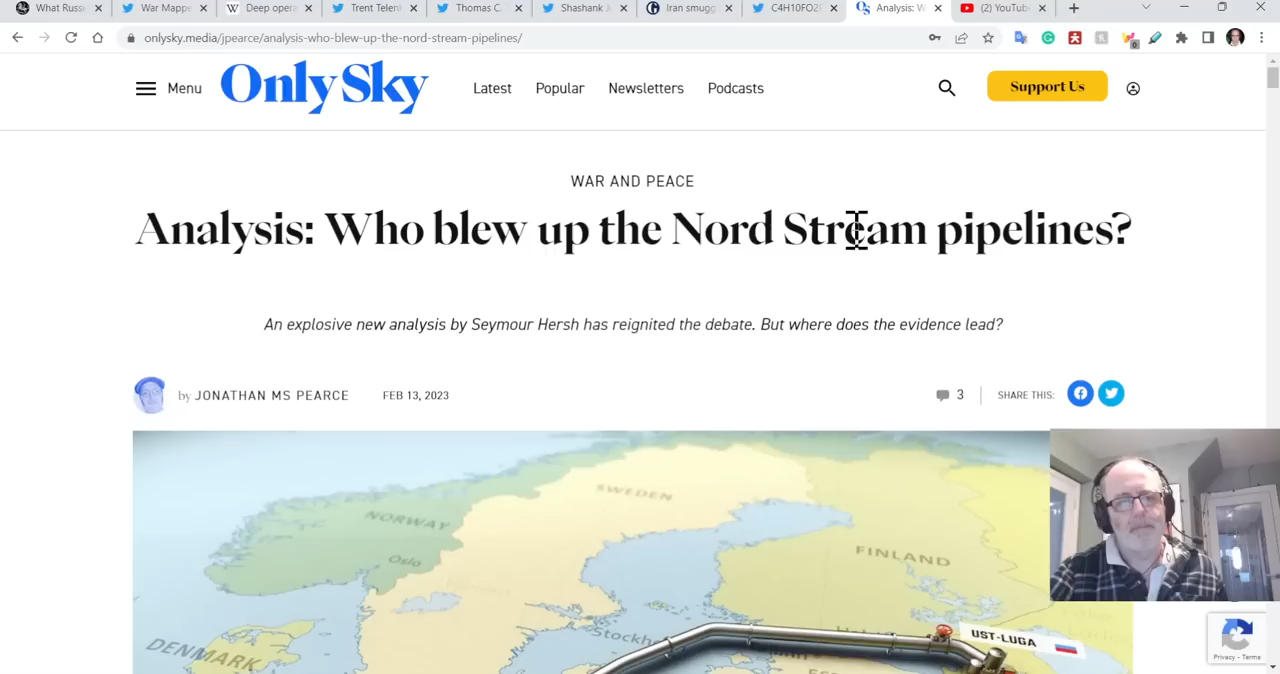 What Russi
War Mappe
Deep opera
Trent Telenk
Thomas C.
Shashank J
Iran smugg
C4H10FO2P
Analysis: W
(2) YouTube
onlysky.media/jpearce/analysis-who-blew-up-the-nord-stream-pipelines/
Menu
OnlySky
Latest
Popular
Newsletters
Podcasts
Support Us
WAR AND PEACE
Analysis: Who blew up the Nord Stream pipelines?
An explosive new analysis by Seymour Hersh has reignited the debate. But where does the evidence lead?
by JONATHAN MS PEARCE
FEB 13, 2023
3
SHARE THIS:
SWEDEN
NORWAY
Oslo
FINLAND
Stockh
DENMARK
UST-LUGA
Privacy - Terms